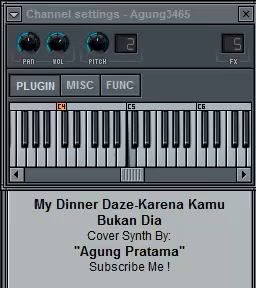 Channel settings - Agung3465
2
5
PAN
VOL
PITCH
FX
PLUGIN
MISC
FUNC
C4
C5
C6
My Dinner Daze-Karena Kamu
Bukan Dia
Cover Synth By:
"Agung Pratama"
Subscribe Me !